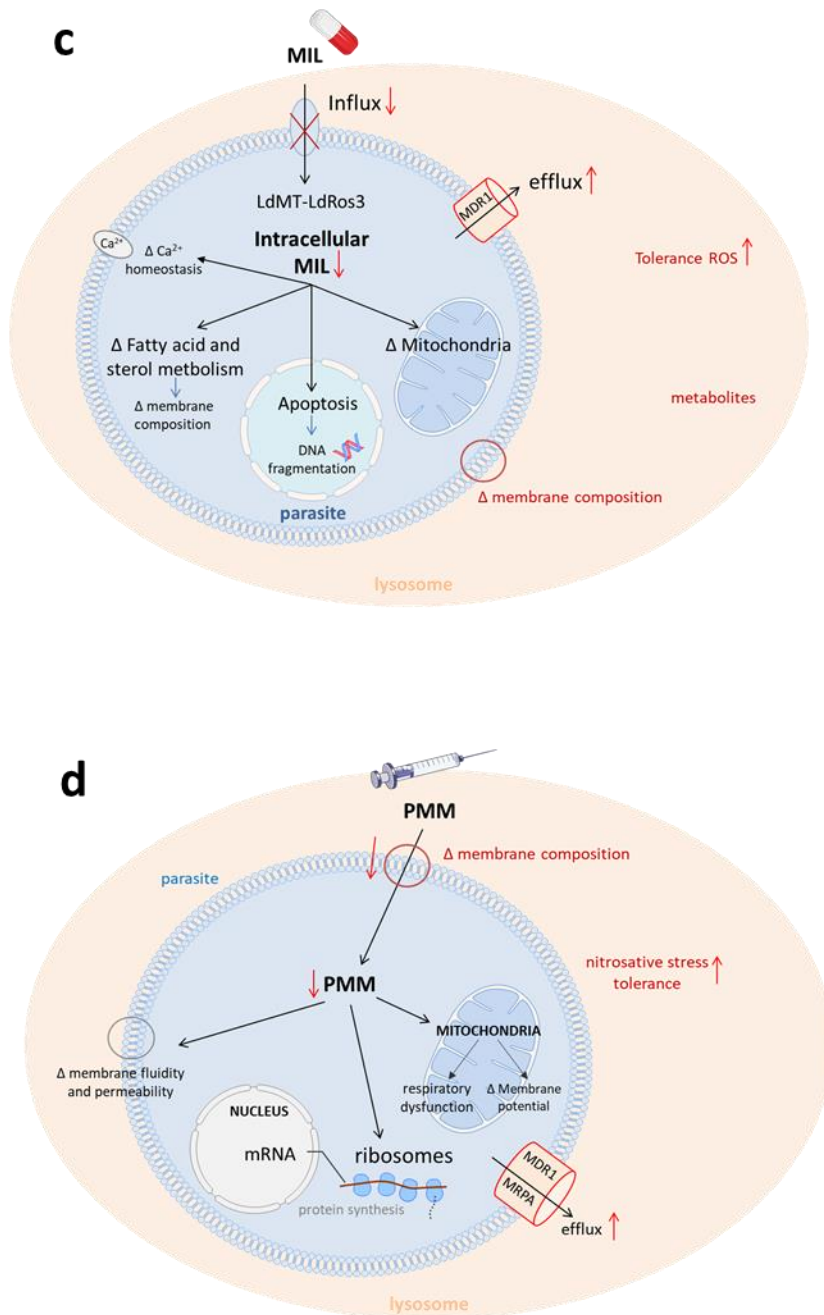 c
MIL
Influx ↓
LdMT-LdRos3
MDR1
efflux ↑
Ca²⁺
Δ Ca²⁺
homeostasis
Intracellular
MIL ↓
Tolerance ROS ↑
Δ Fatty acid and
sterol metbolism
Δ Mitochondria
Δ membrane
composition
Apoptosis
DNA
fragmentation
metabolites
Δ membrane composition
parasite
lysosome
d
PMM
Δ membrane composition
parasite
nitrosative stress ↑
tolerance
↓ PMM
MITOCHONDRIA
respiratory
dysfunction
Δ Membrane
potential
Δ membrane fluidity
and permeability
NUCLEUS
mRNA
ribosomes
protein synthesis
MDR1
MRPA
efflux ↑
lysosome